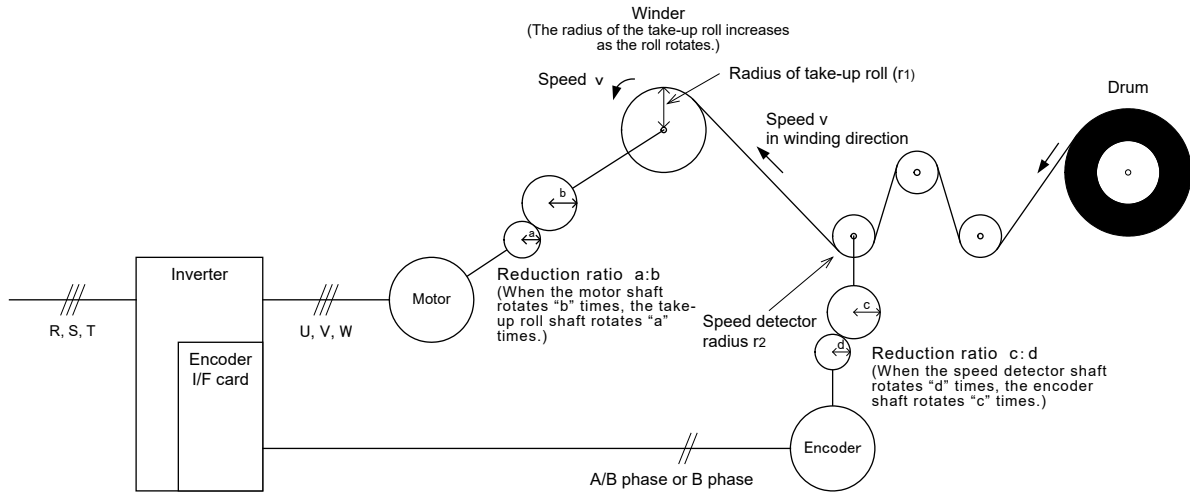 Winder
(The radius of the take-up roll increases
as the roll rotates.)
Speed v
Radius of take-up roll (r1)
Drum
Speed v
in winding direction
b
a
Inverter
Reduction ratio a:b
(When the motor shaft
rotates “b” times, the take-
up roll shaft rotates “a”
times.)
Motor
R, S, T
U, V, W
Encoder
I/F card
Speed detector
radius r2
c
d
Reduction ratio c:d
(When the speed detector shaft
rotates “d” times, the encoder
shaft rotates “c” times.)
Encoder
A/B phase or B phase